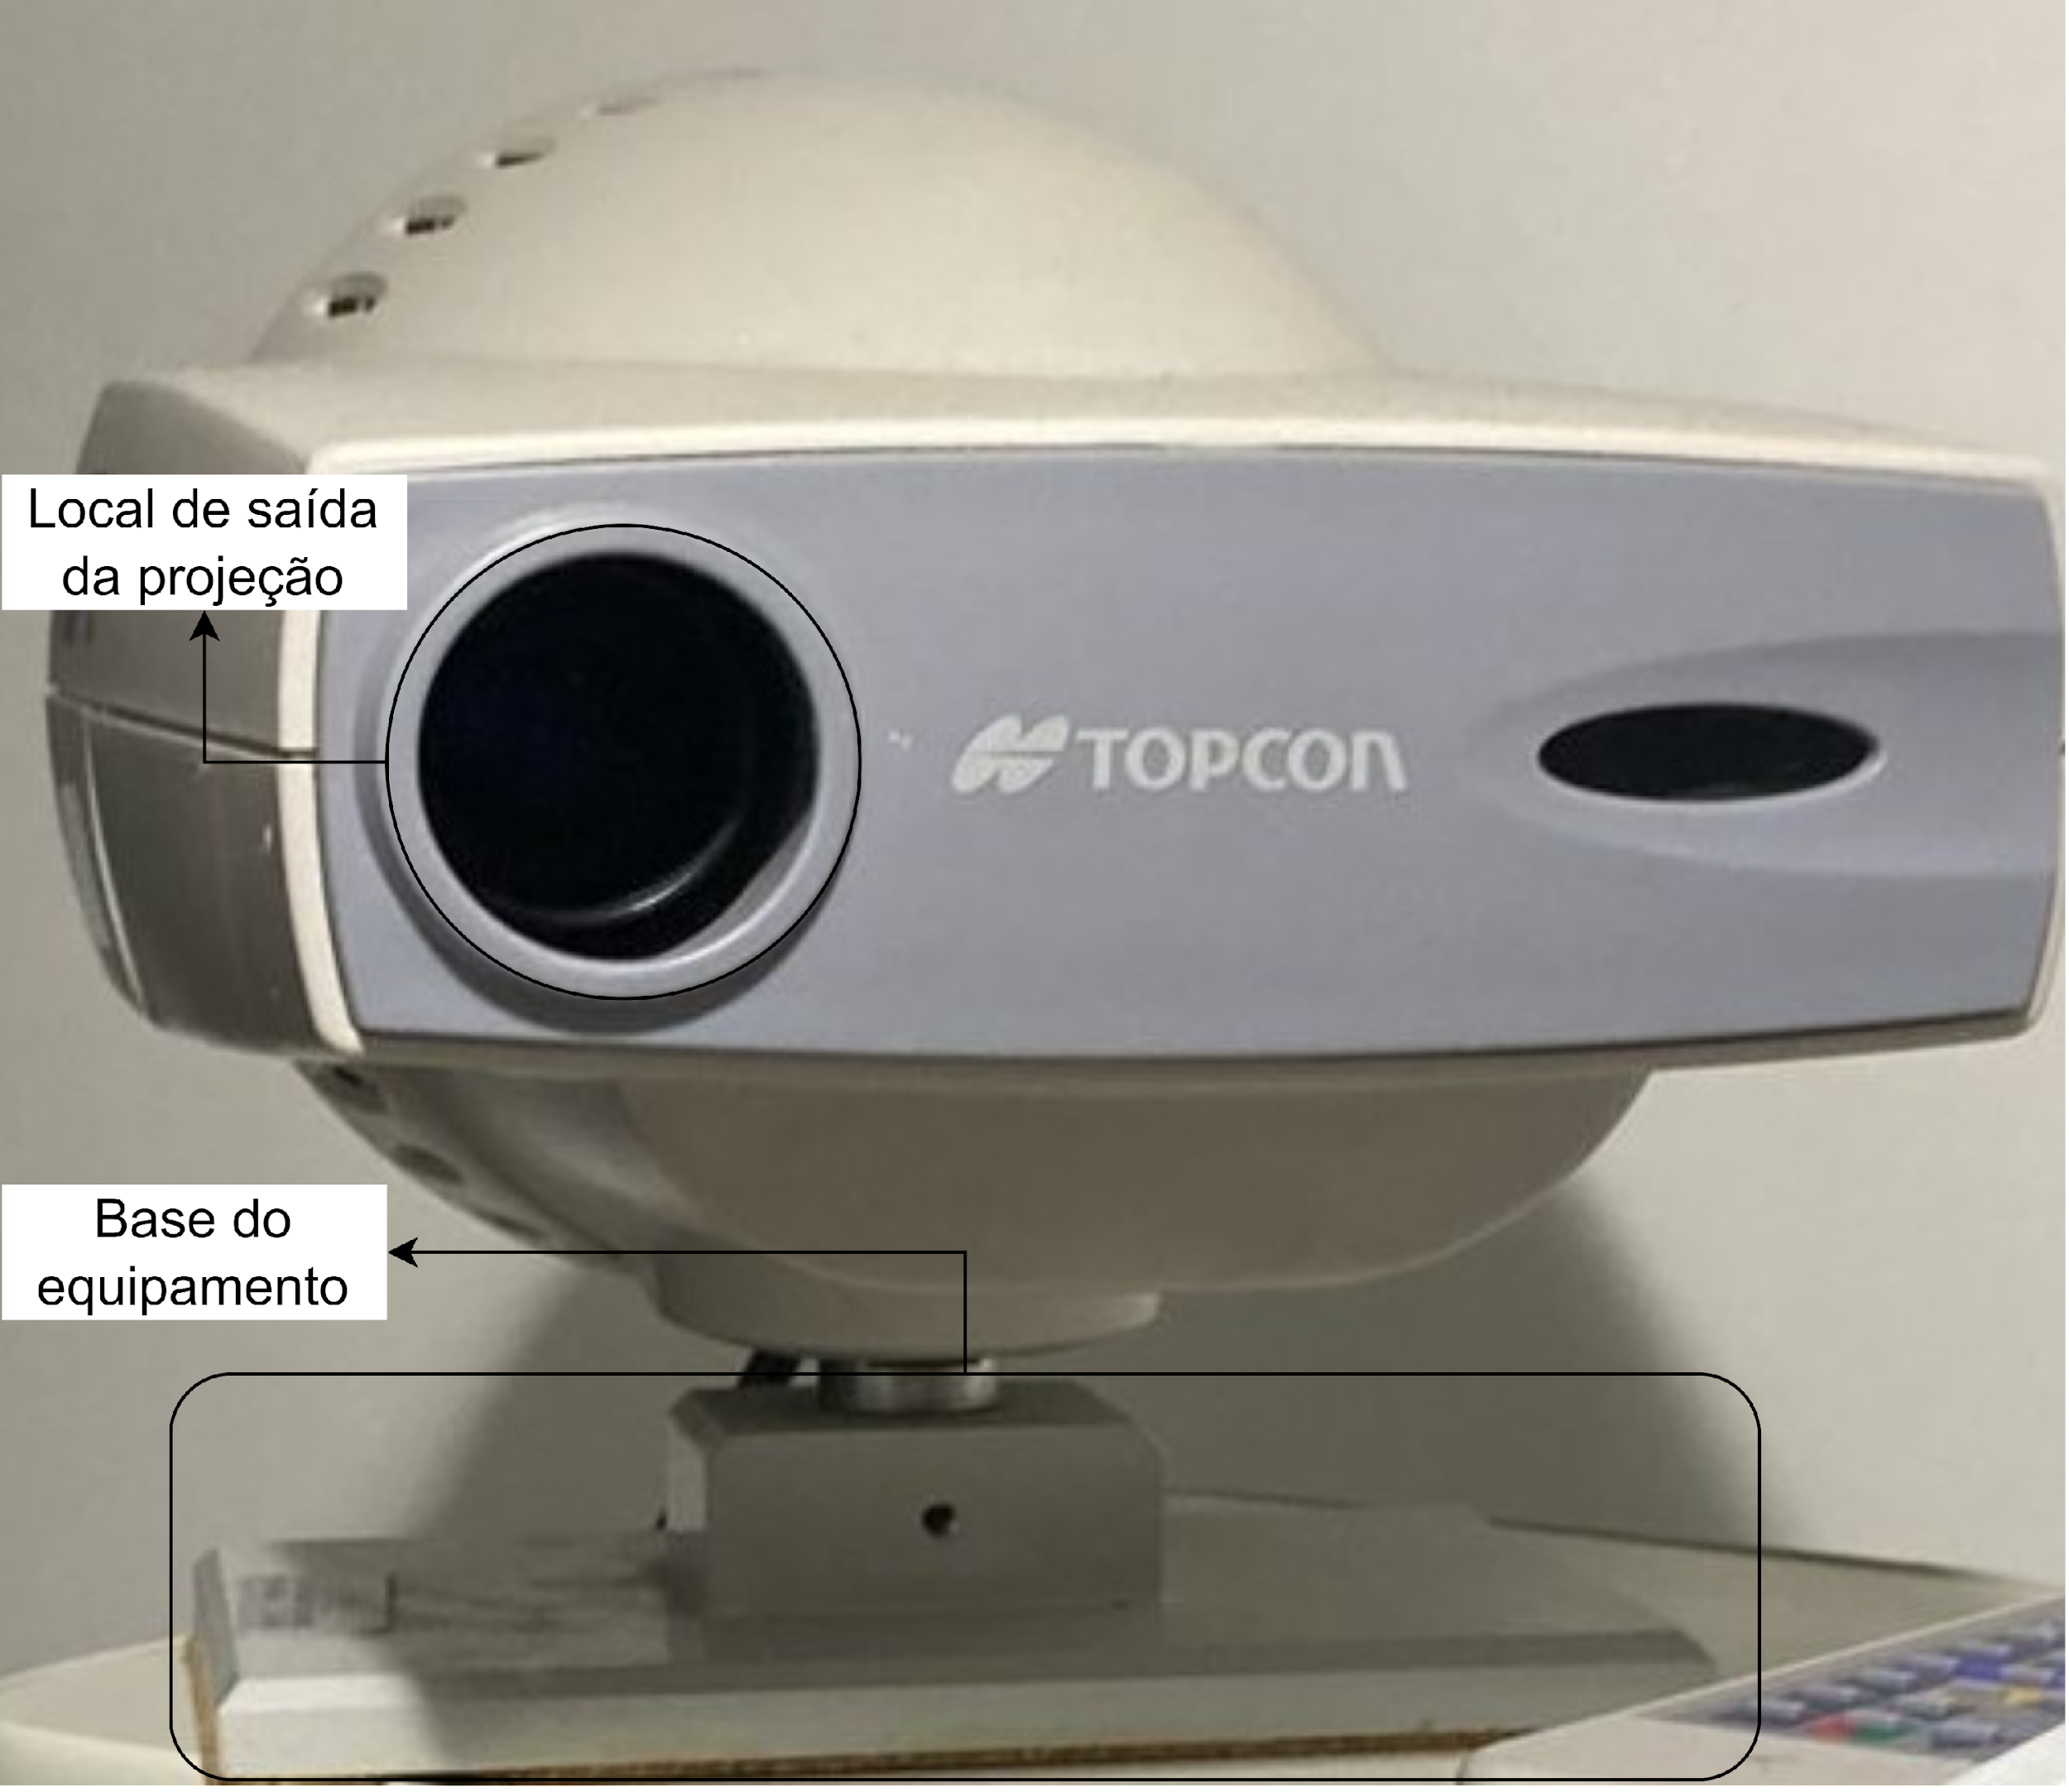 Local de saída
da projeção
TOPCON
Base do
equipamento